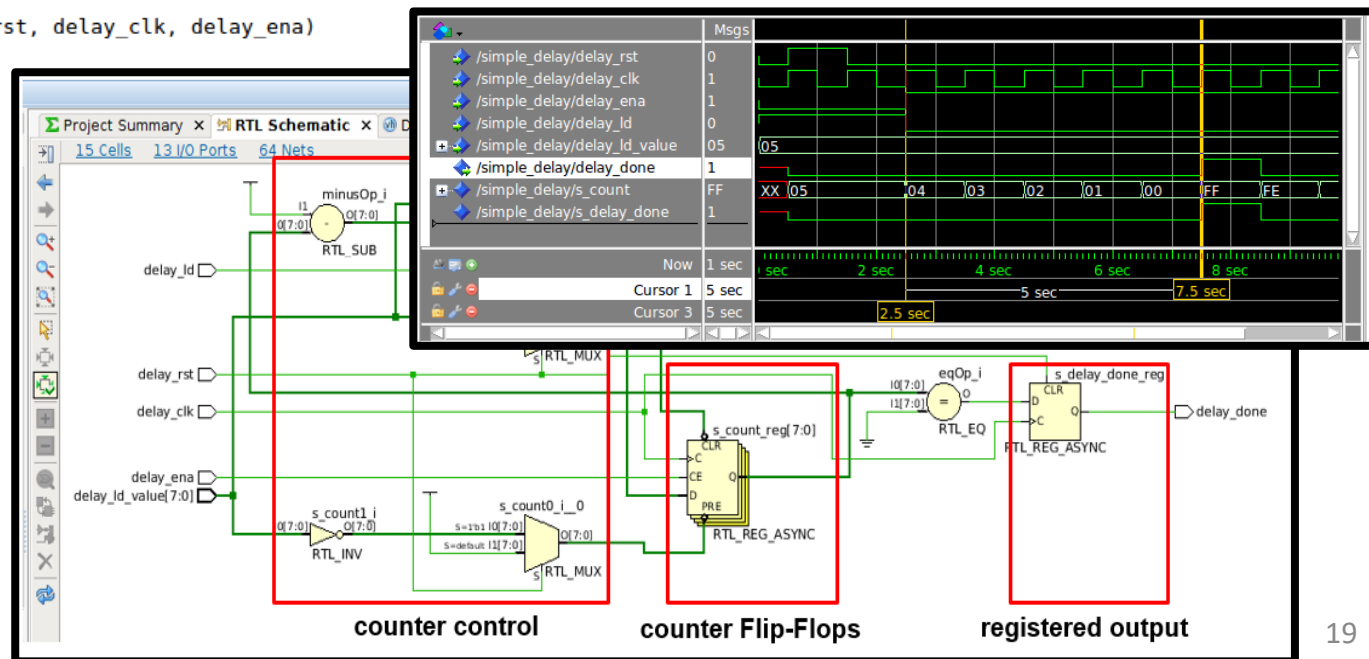 rst, delay_clk, delay_ena)
Msgs
/simple_delay/delay_rst 0
/simple_delay/delay_clk 1
/simple_delay/delay_ena 1
/simple_delay/delay_ld 0
/simple_delay/delay_ld_value 05 05
/simple_delay/delay_done 1
/simple_delay/s_count FF XX 05 04 03 02 01 00 FF FE
/simple_delay/s_delay_done 1
Now 1 sec sec 2 sec 4 sec 6 sec 8 sec
Cursor 1 5 sec 5 sec 7.5 sec
Cursor 3 5 sec 2.5 sec
Σ Project Summary × RTL Schematic × D
15 Cells 13 I/O Ports 64 Nets
minusOp_i
I1
0[7:0]
-
O[7:0]
RTL_SUB
delay_ld
S RTL_MUX
delay_rst
delay_clk
delay_ena
delay_ld_value[7:0]
s_count1_i
0[7:0] O[7:0]
RTL_INV
s_count0_i__0
S=1'b1 I0[7:0]
S=default I1[7:0]
O[7:0]
S RTL_MUX
s_count_reg[7:0]
CLR
C
CE
D
Q
PRE
RTL_REG_ASYNC
eqOp_i
I0[7:0]
I1[7:0]
=
O
RTL_EQ
s_delay_done_reg
CLR
D
C
Q
RTL_REG_ASYNC
delay_done
counter control counter Flip-Flops registered output
19